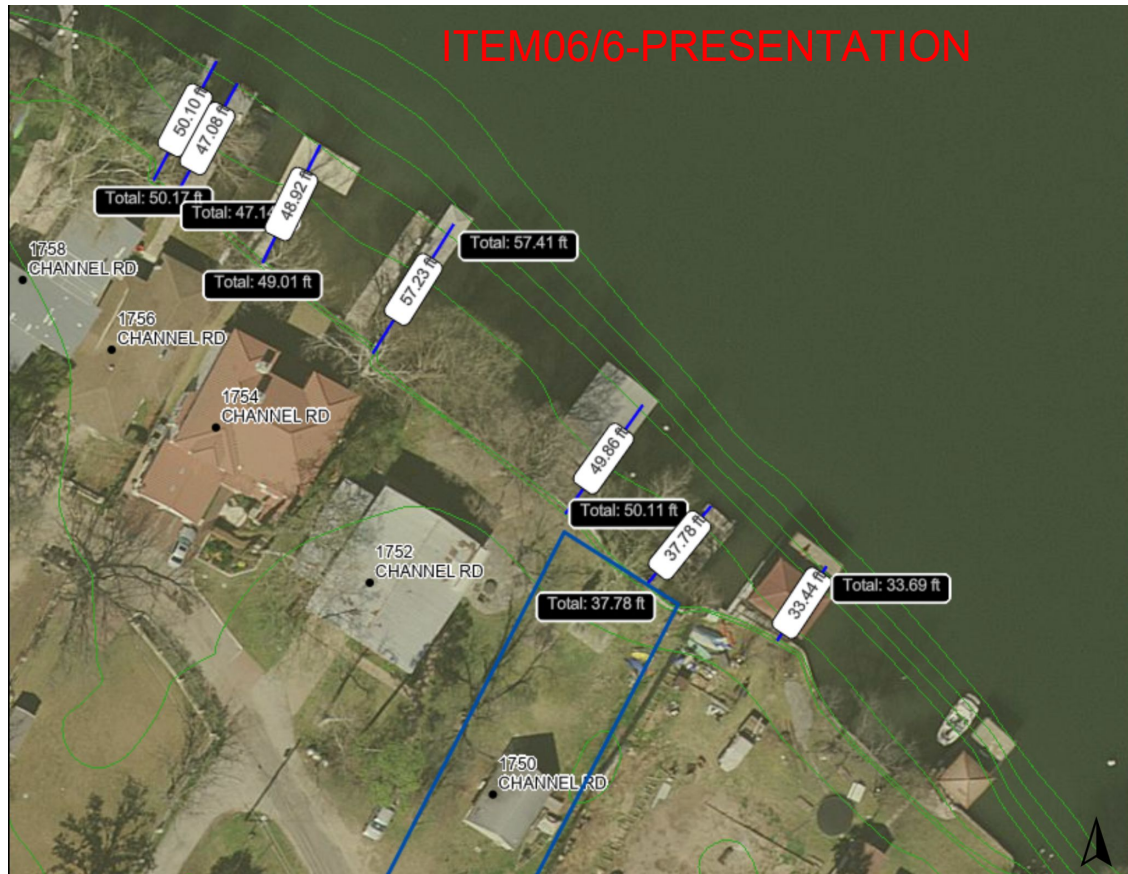 ITEM06/6-PRESENTATION
50.10 ft
47.08 ft
Total: 50.17 ft
Total: 47.14
48.92 ft
Total: 49.01 ft
57.23 ft
Total: 57.41 ft
1758
CHANNEL RD
1756
CHANNEL RD
1754
CHANNEL RD
49.86 ft
Total: 50.11 ft
37.78 ft
Total: 37.78 ft
33.44 ft
Total: 33.69 ft
1752
CHANNEL RD
1750
CHANNEL RD